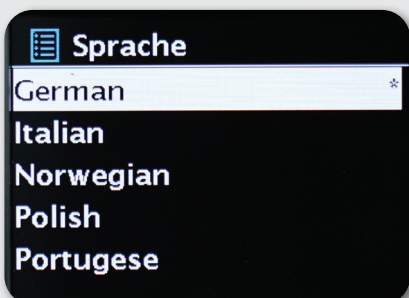 Sprache
German *
Italian
Norwegian
Polish
Portugese